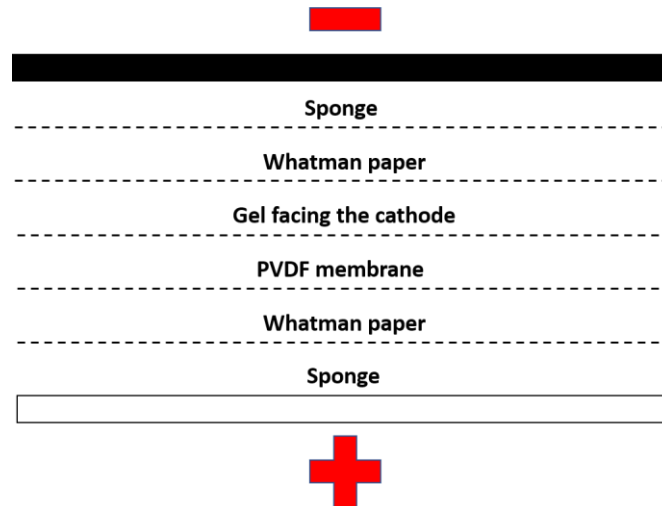 Sponge
Whatman paper
Gel facing the cathode
PVDF membrane
Whatman paper
Sponge